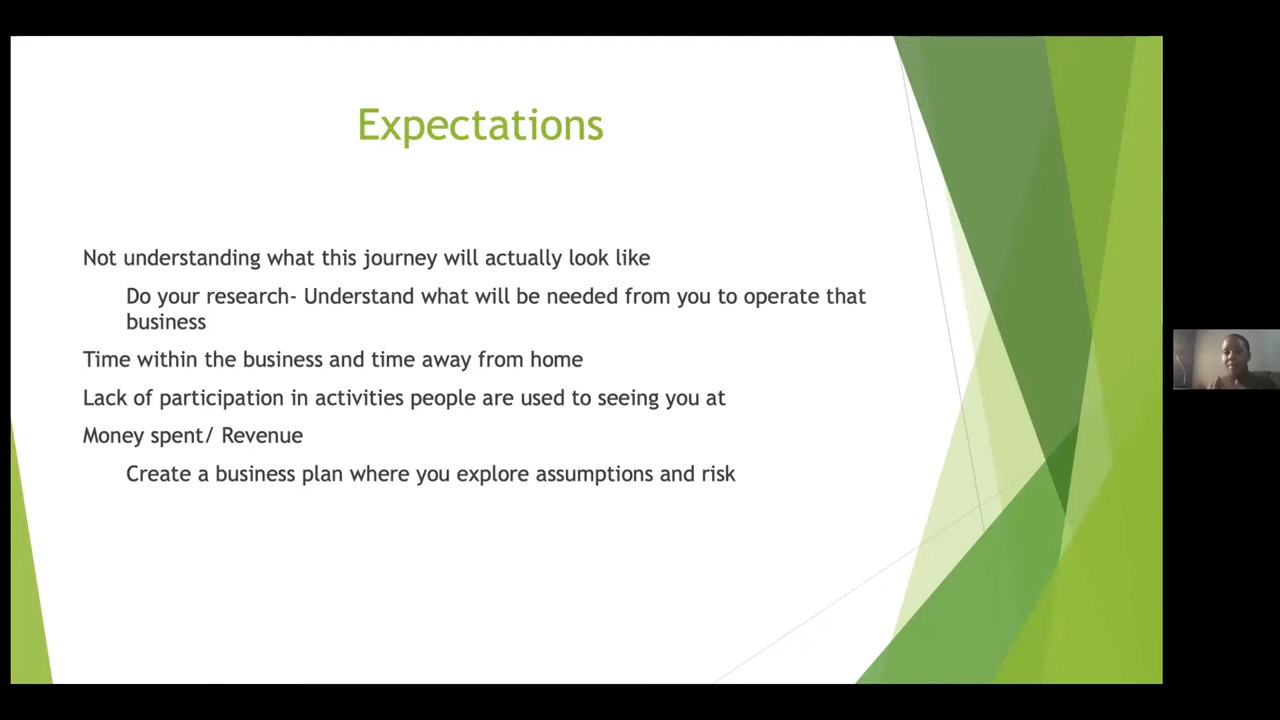 Expectations
Not understanding what this journey will actually look like
Do your research- Understand what will be needed from you to operate that
business
Time within the business and time away from home
Lack of participation in activities people are used to seeing you at
Money spent/ Revenue
Create a business plan where you explore assumptions and risk